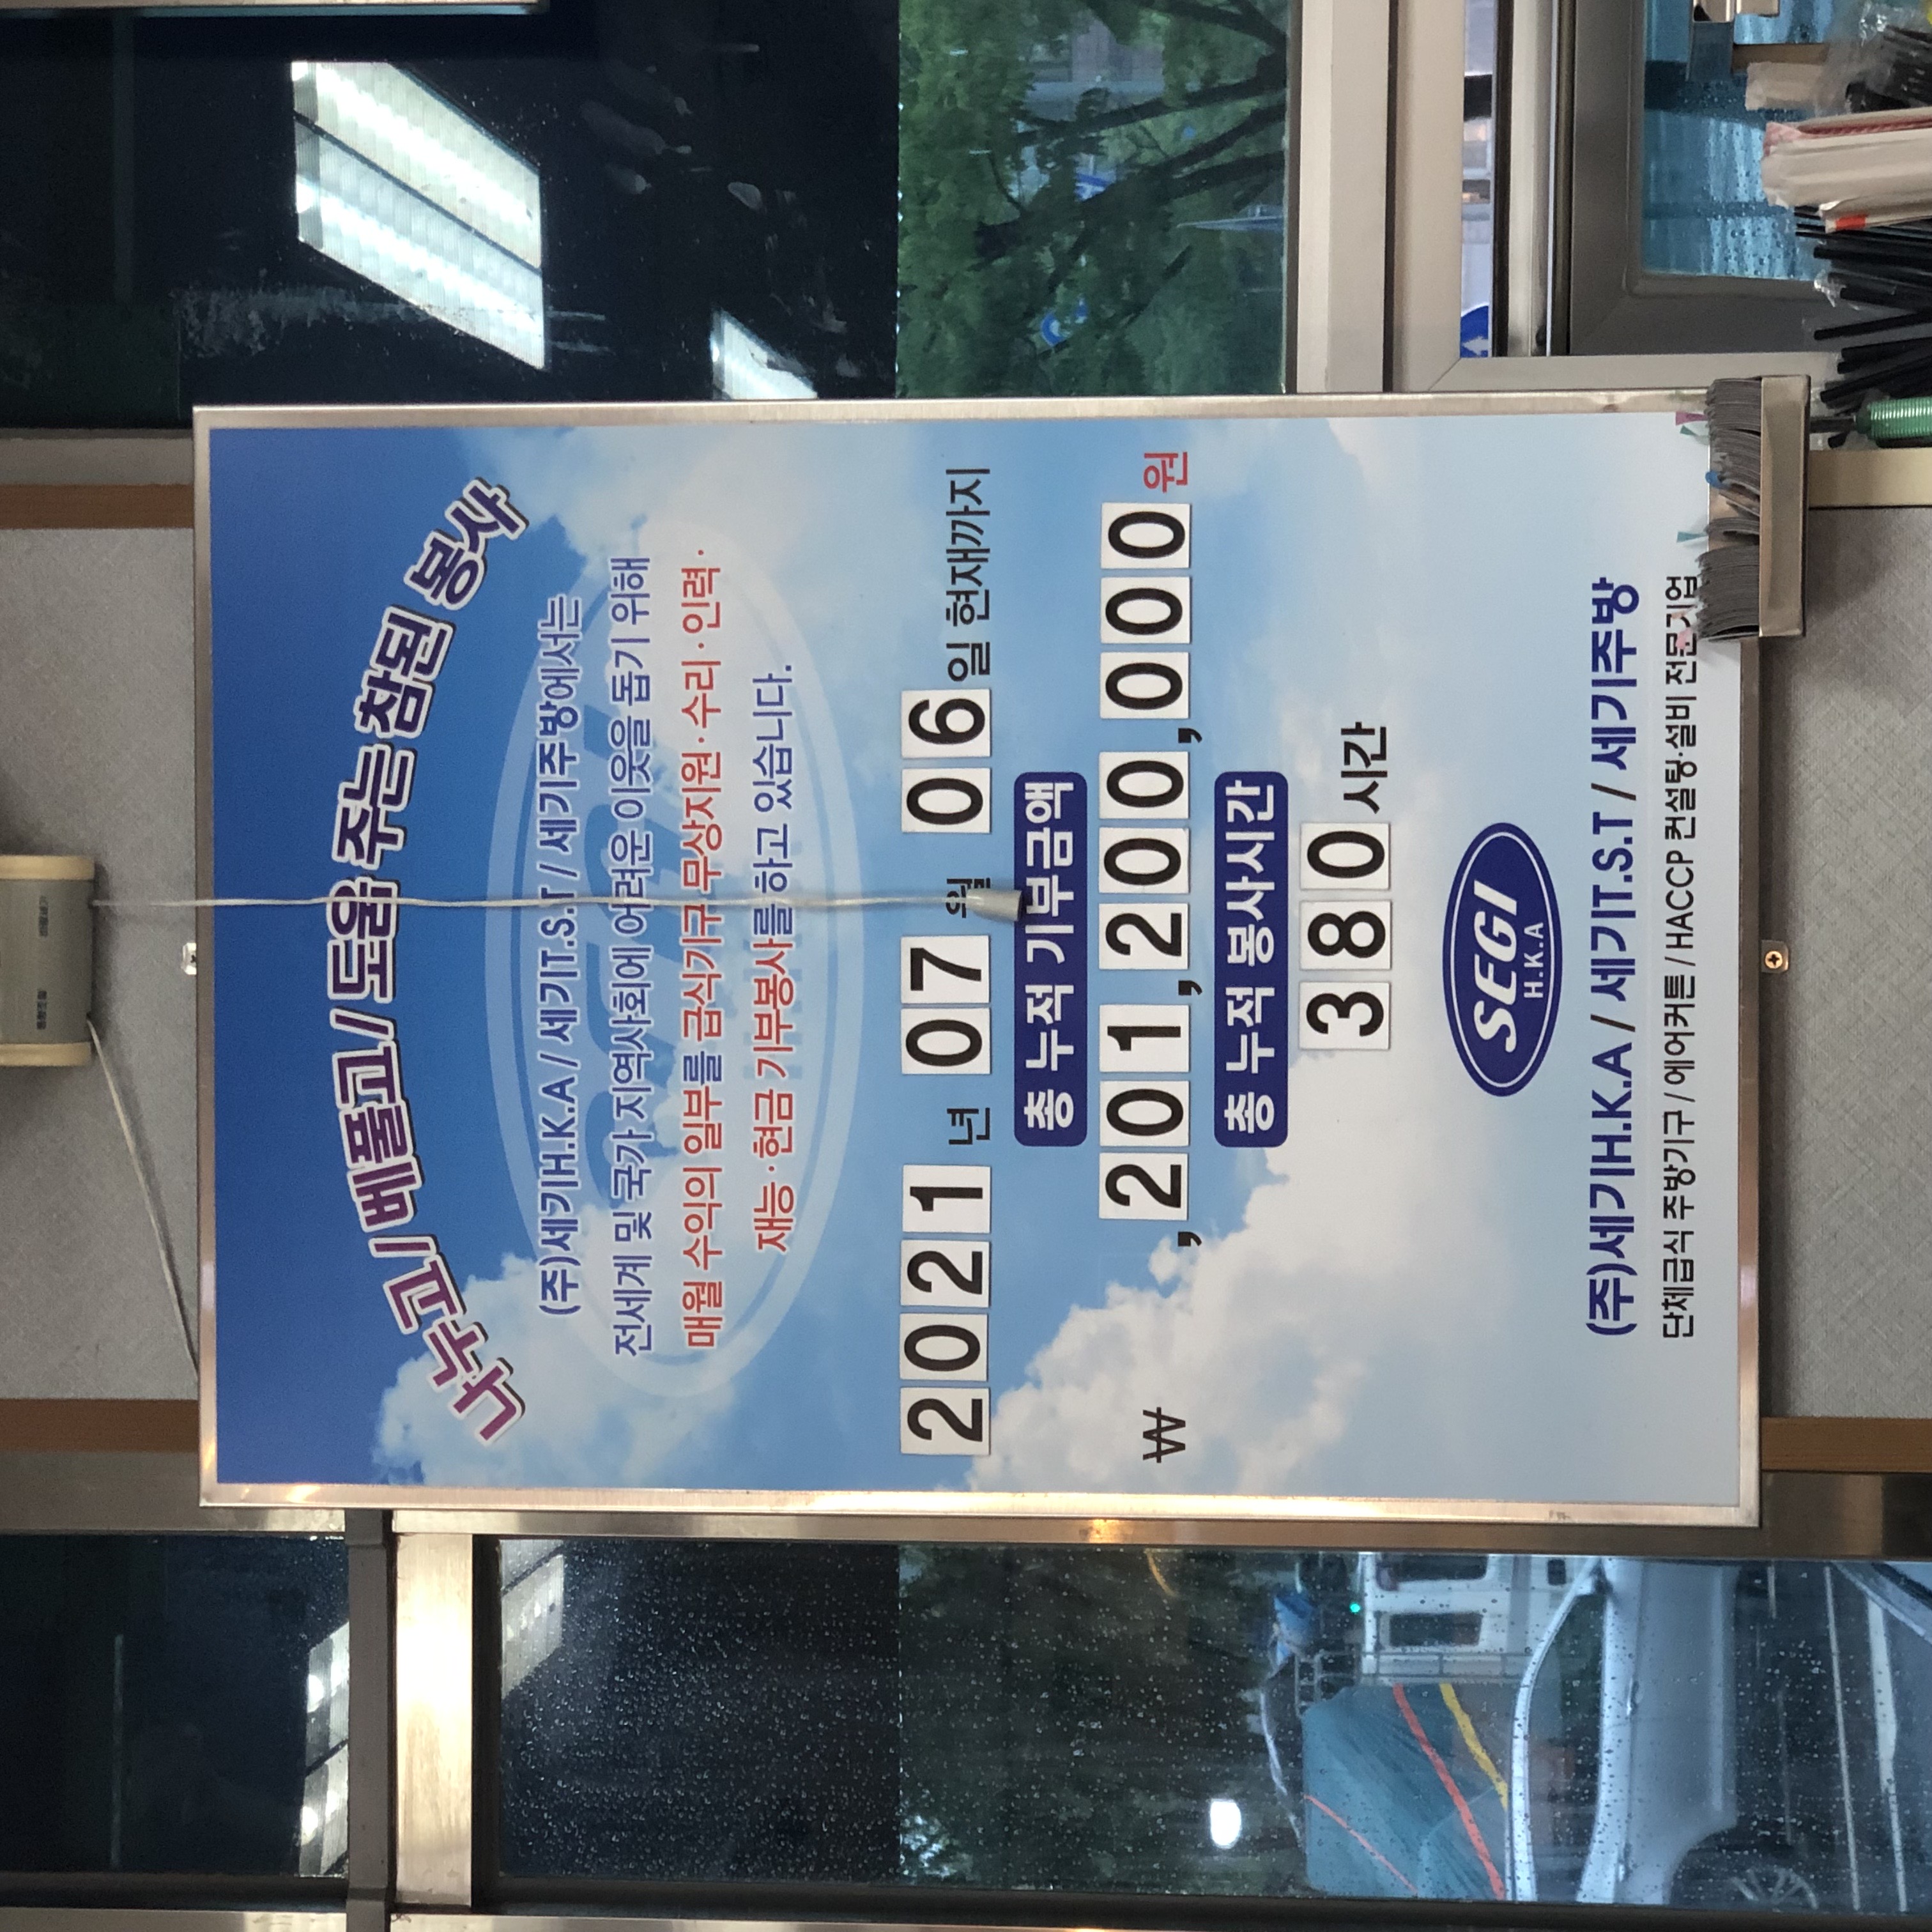 나누고 / 베풀고 / 도움 주는 참된 봉사
(주)세기H.K.A / 세기T.S.T / 세기주방에서는
전세계 및 국가 지역사회에 어려운 이웃을 돕기 위해
매월 수익의 일부를 급식기구 무상지원·수리·인력·
재능·현금 기부봉사를 하고 있습니다.
2021 년 07 월 06 일 현재까지
총 누적 기부금액
₩ ,201,200,000 원
총 누적 봉사시간
380 시간
SEGI
H.K.A
(주)세기H.K.A / 세기T.S.T / 세기주방
단체급식 주방기구 / 에어커튼 / HACCP 컨설팅·설비 전문기업